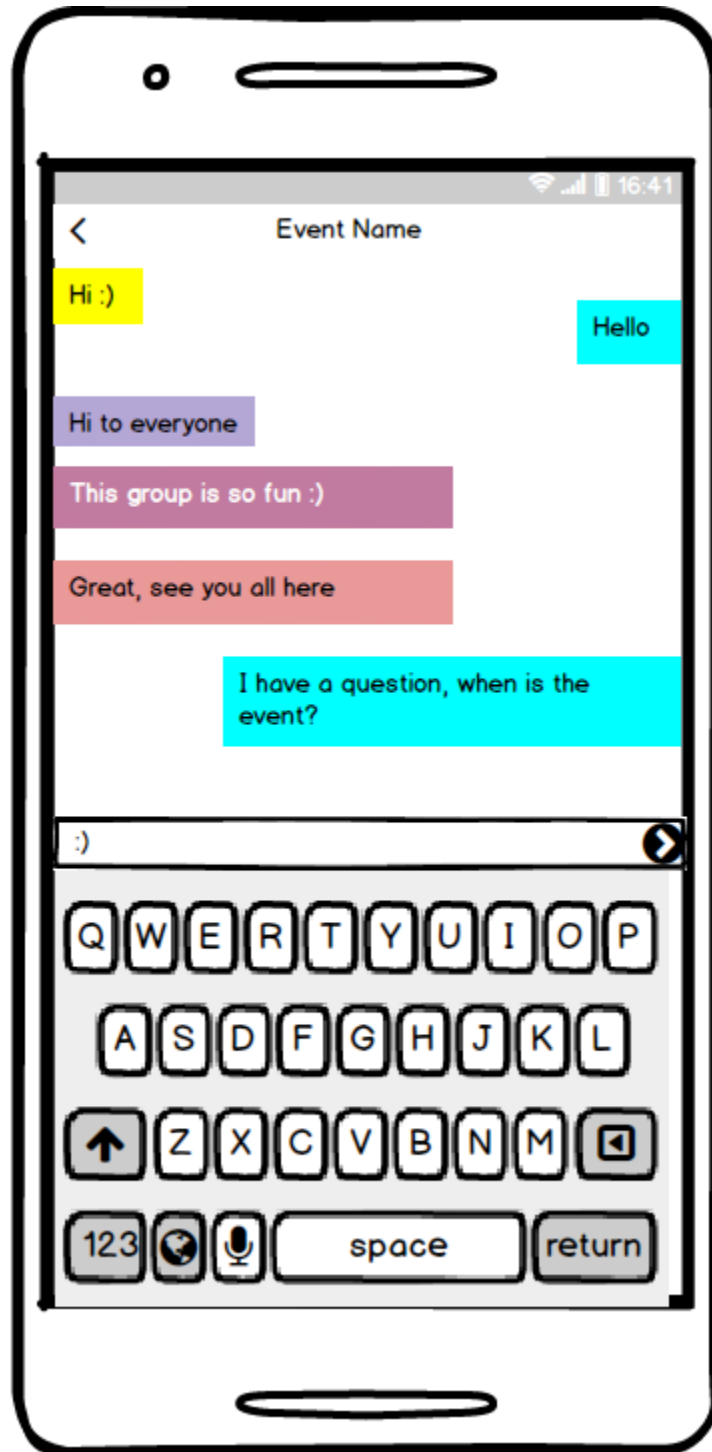 16:41
Event Name
Hi :)
Hello
Hi to everyone
This group is so fun :)
Great, see you all here
I have a question, when is the
event?
:)
Q W E R T Y U I O P
A S D F G H J K L
Z X C V B N M
123 space return